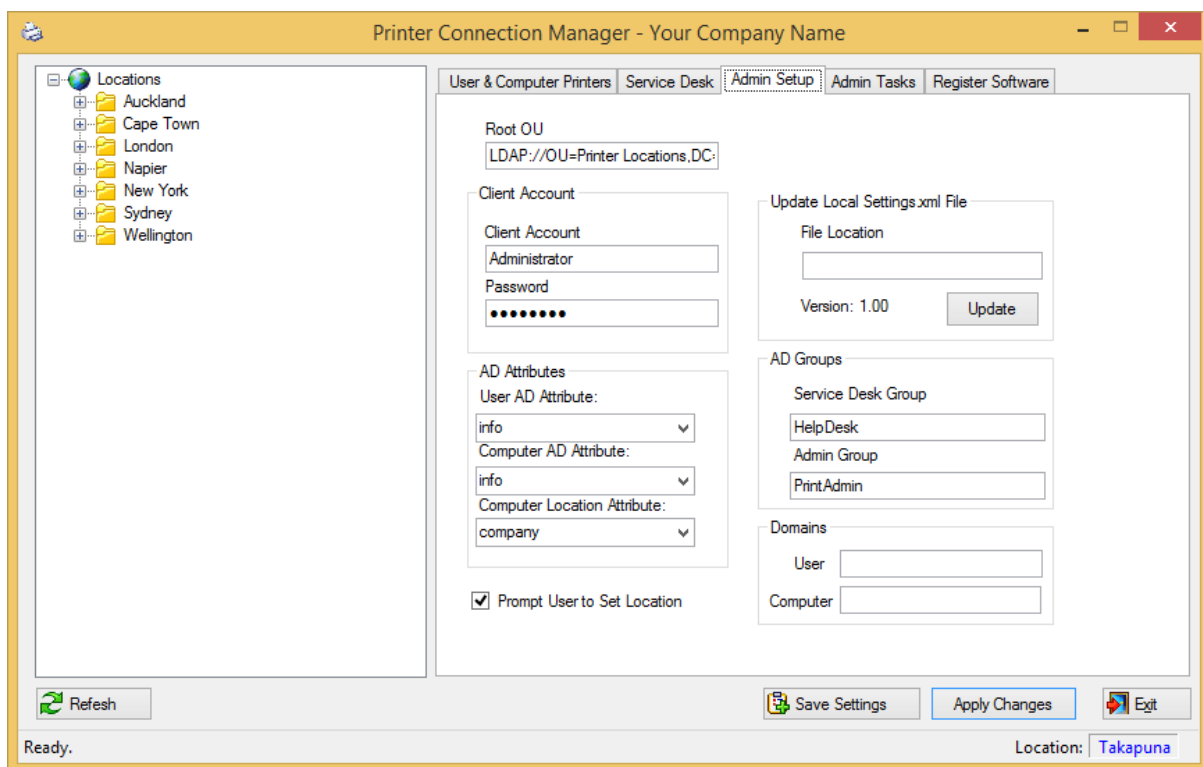 Printer Connection Manager - Your Company Name
Locations
Auckland
Cape Town
London
Napier
New York
Sydney
Wellington
User & Computer Printers Service Desk Admin Setup Admin Tasks Register Software
Root OU
LDAP://OU=Printer Locations,DC=
Client Account
Client Account
Administrator
Password
••••••••
AD Attributes
User AD Attribute:
info
Computer AD Attribute:
info
Computer Location Attribute:
company
Prompt User to Set Location
Update Local Settings.xml File
File Location
Version: 1.00
Update
AD Groups
Service Desk Group
HelpDesk
Admin Group
PrintAdmin
Domains
User
Computer
Refesh
Save Settings
Apply Changes
Exit
Ready.
Location: Takapuna